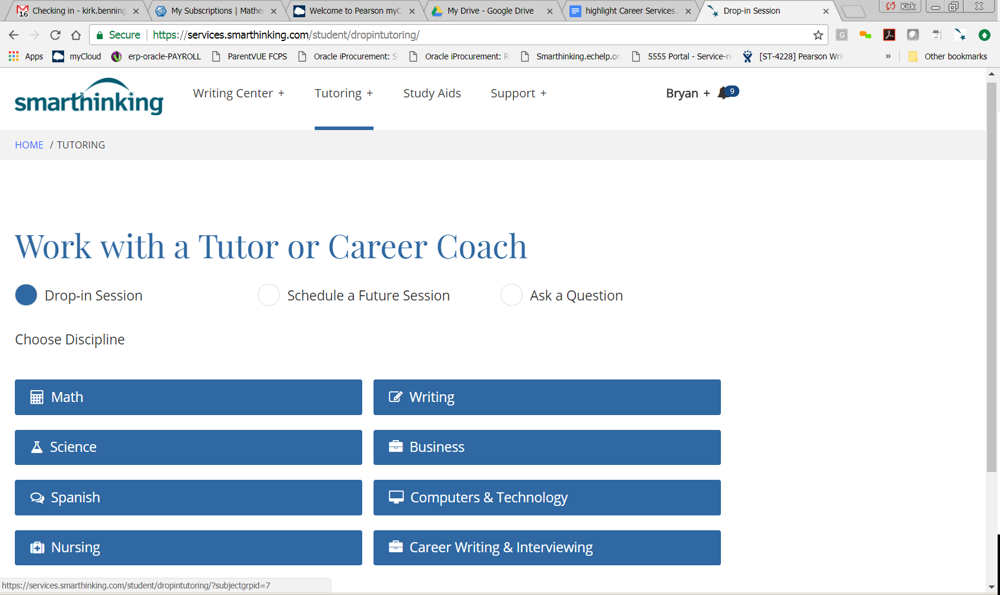 Checking in - kirk.benning
My Subscriptions | Mathe
Welcome to Pearson myC
My Drive - Google Drive
highlight Career Services.
Drop-in Session
Kirk
16
Secure
https://services.smarthinking.com/student/dropintutoring/
G
Apps
myCloud
erp-oracle-PAYROLL
ParentVUE FCPS
Oracle iProcurement: S
Oracle iProcurement: R
Smarthinking.echelp.or
5555 Portal - Service-n
[ST-4228] Pearson Wri
»
Other bookmarks
smarthinking
Writing Center +
Tutoring +
Study Aids
Support +
Bryan +
9
HOME / TUTORING
Work with a Tutor or Career Coach
Drop-in Session
Schedule a Future Session
Ask a Question
Choose Discipline
Math
Writing
Science
Business
Spanish
Computers & Technology
Nursing
Career Writing & Interviewing
https://services.smarthinking.com/student/dropintutoring/?subjectgrpid=7